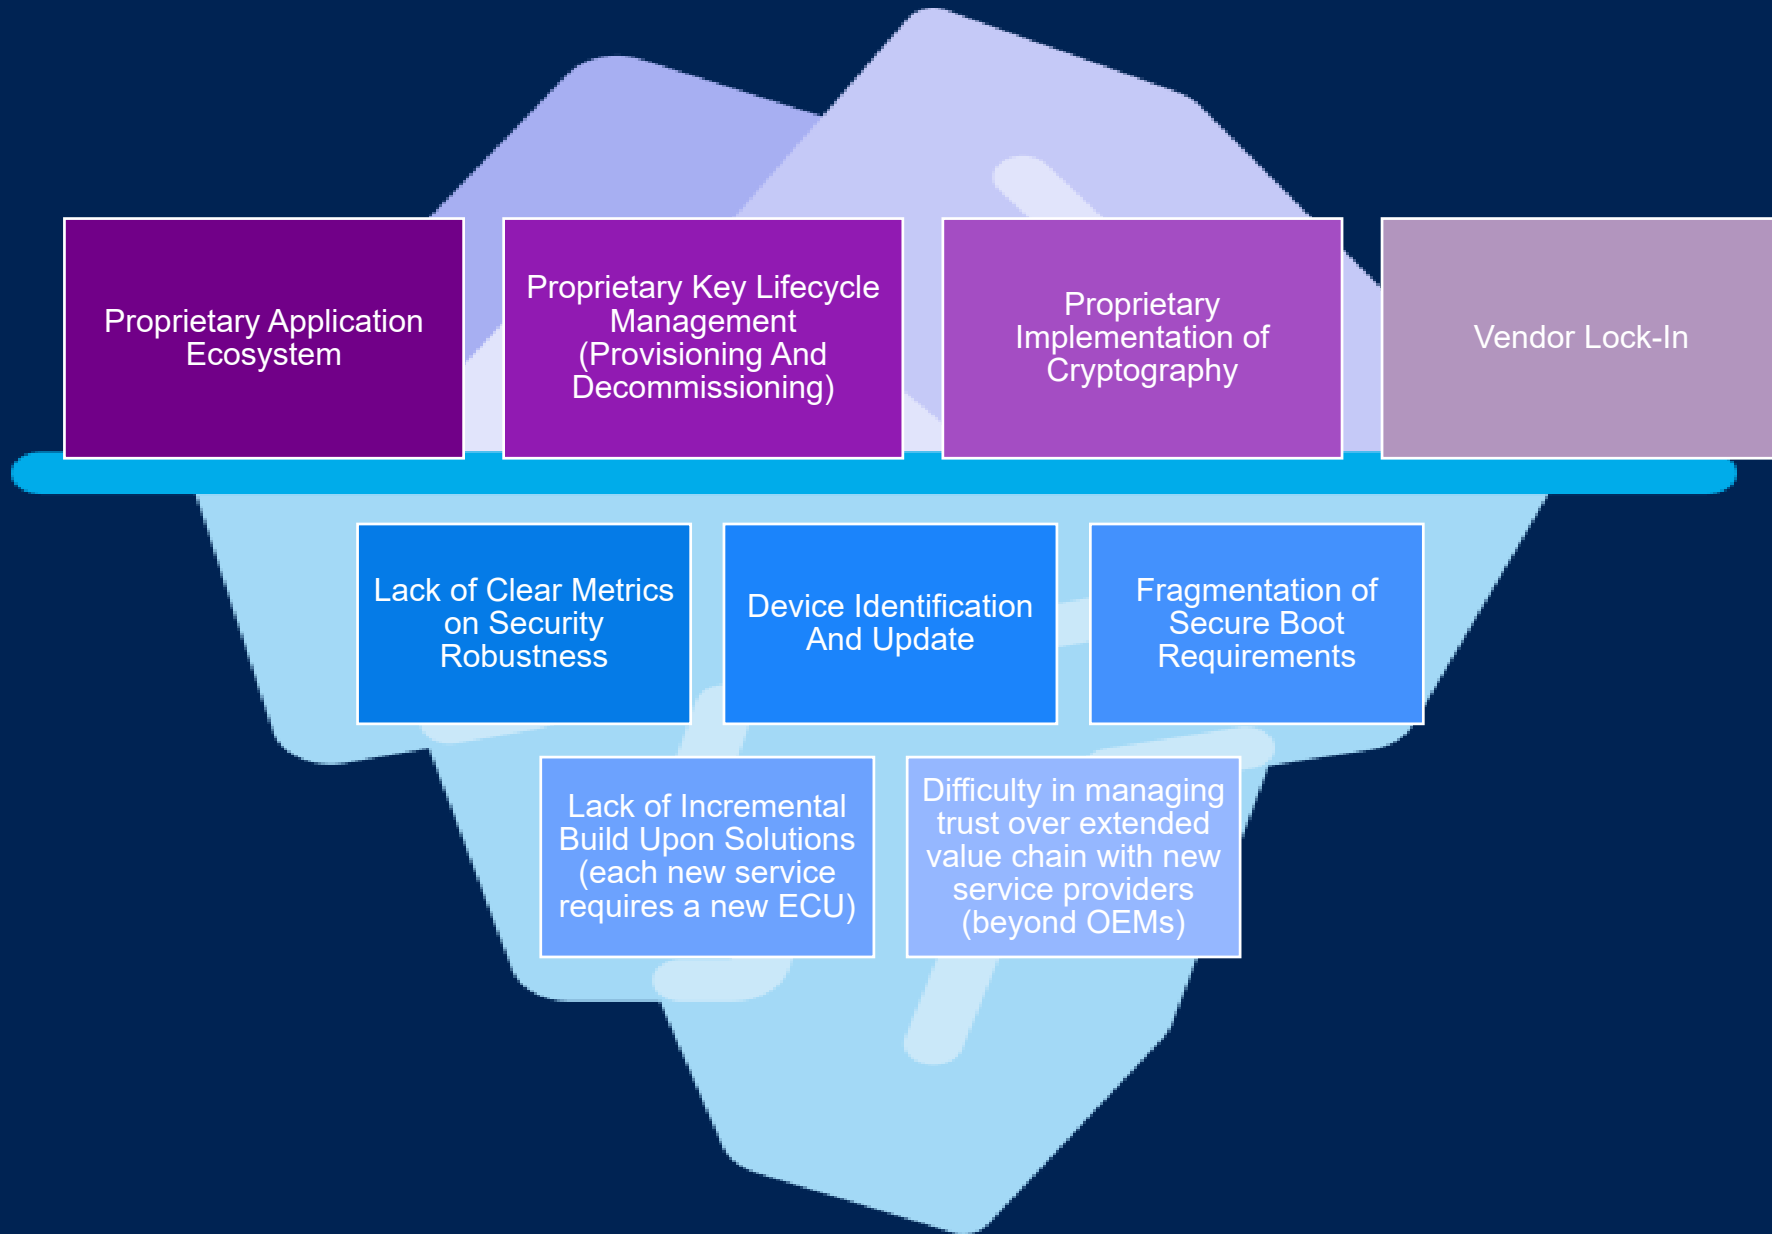 Proprietary Application
Ecosystem
Proprietary Key Lifecycle
Management
(Provisioning And
Decommissioning)
Proprietary
Implementation of
Cryptography
Vendor Lock-In
Lack of Clear Metrics
on Security
Robustness
Device Identification
And Update
Fragmentation of
Secure Boot
Requirements
Lack of Incremental
Build Upon Solutions
(each new service
requires a new ECU)
Difficulty in managing
trust over extended
value chain with new
service providers
(beyond OEMs)